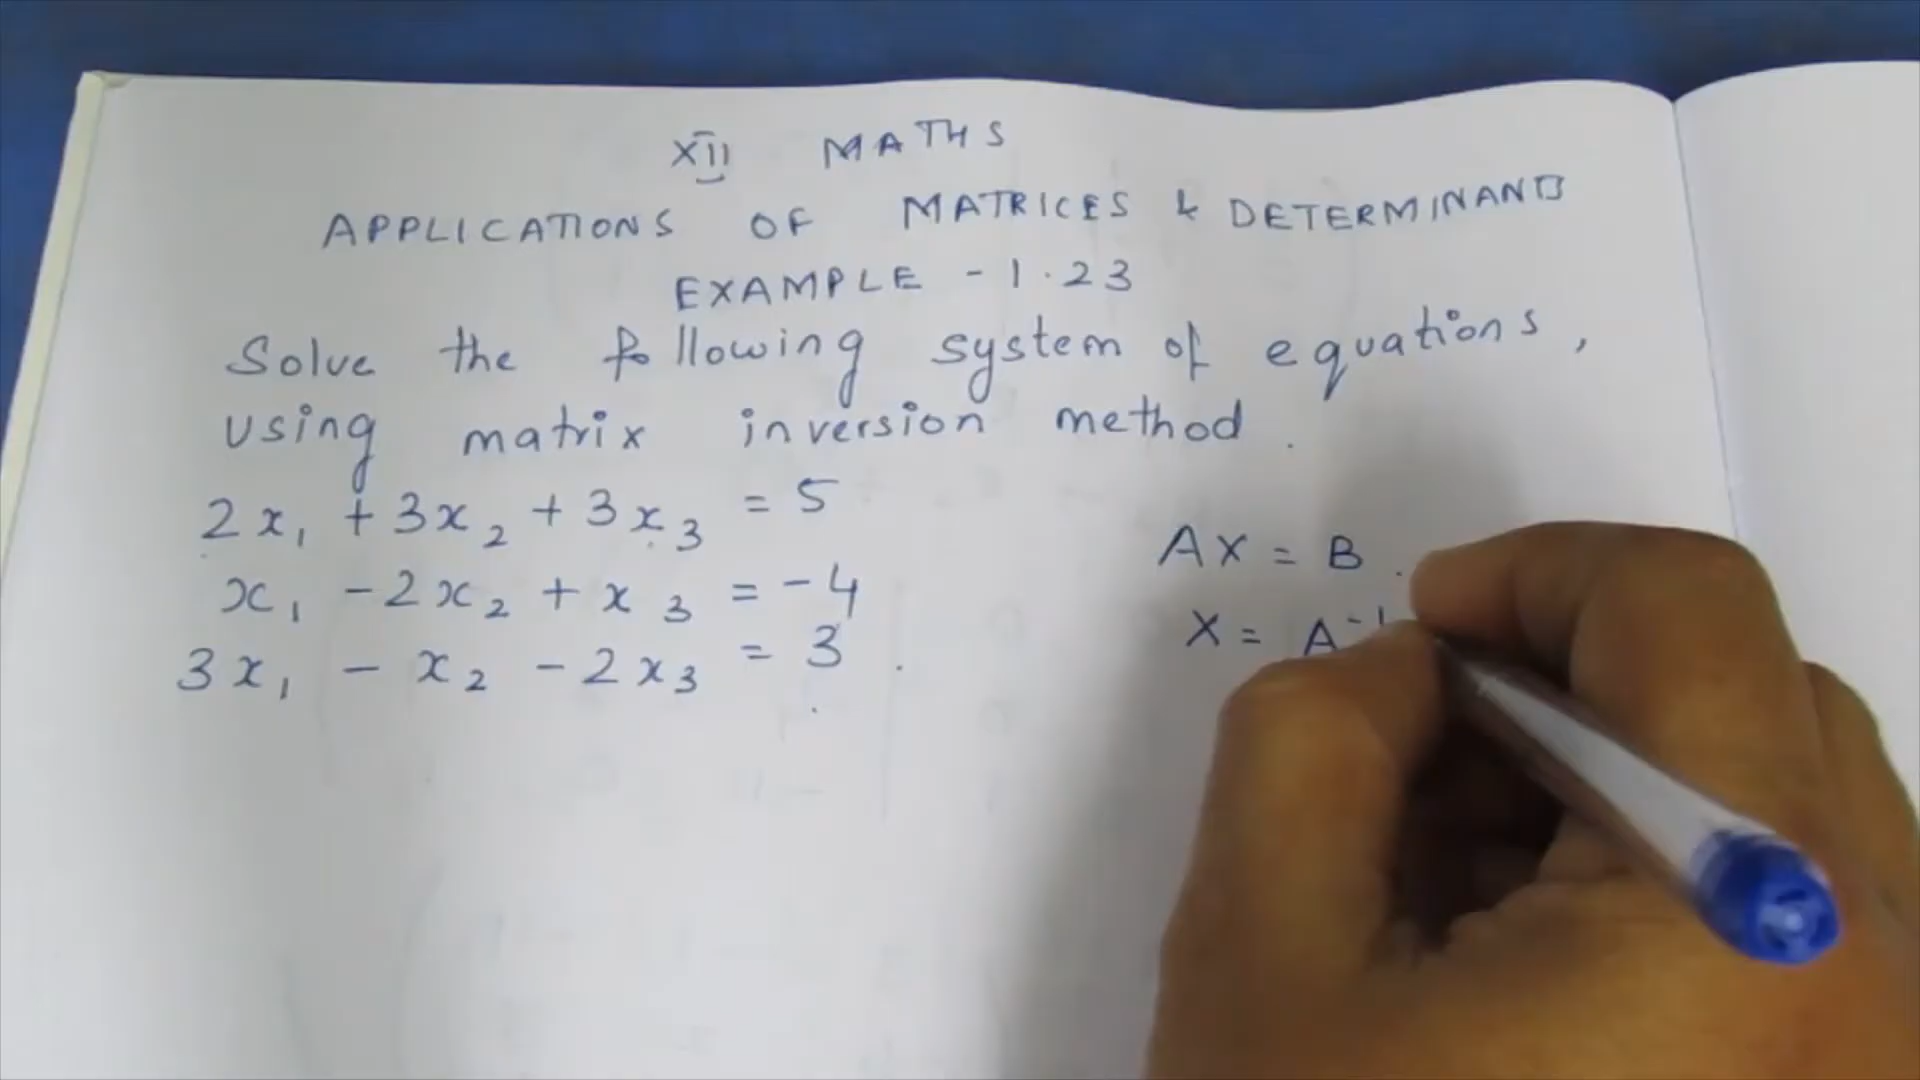 XII MATHS
APPLICATIONS OF MATRICES & DETERMINANTS
EXAMPLE - 1.23
Solve the following system of equations,
using matrix inversion method.
2x₁ + 3x₂ + 3x₃ = 5
x₁ - 2x₂ + x₃ = -4
3x₁ - x₂ - 2x₃ = 3.
AX = B.
X = A⁻¹